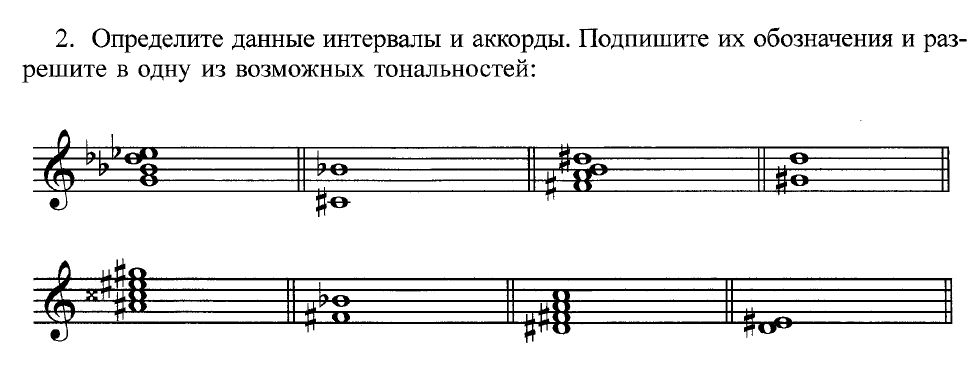 2. Определите данные интервалы и аккорды. Подпишите их обозначения и раз-
решите в одну из возможных тональностей: